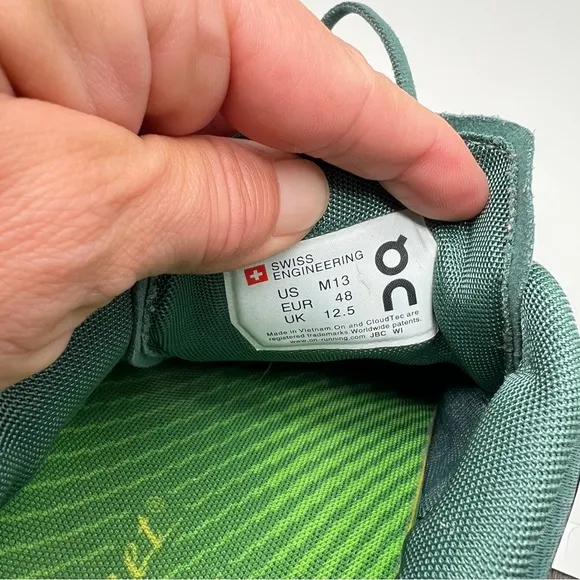 SWISS
ENGINEERING
US M13
EUR 48
UK 12.5
Made in Vietnam. On and CloudTec are
registered trademarks. Worldwide patents.
www.on-running.com JBC WI
on